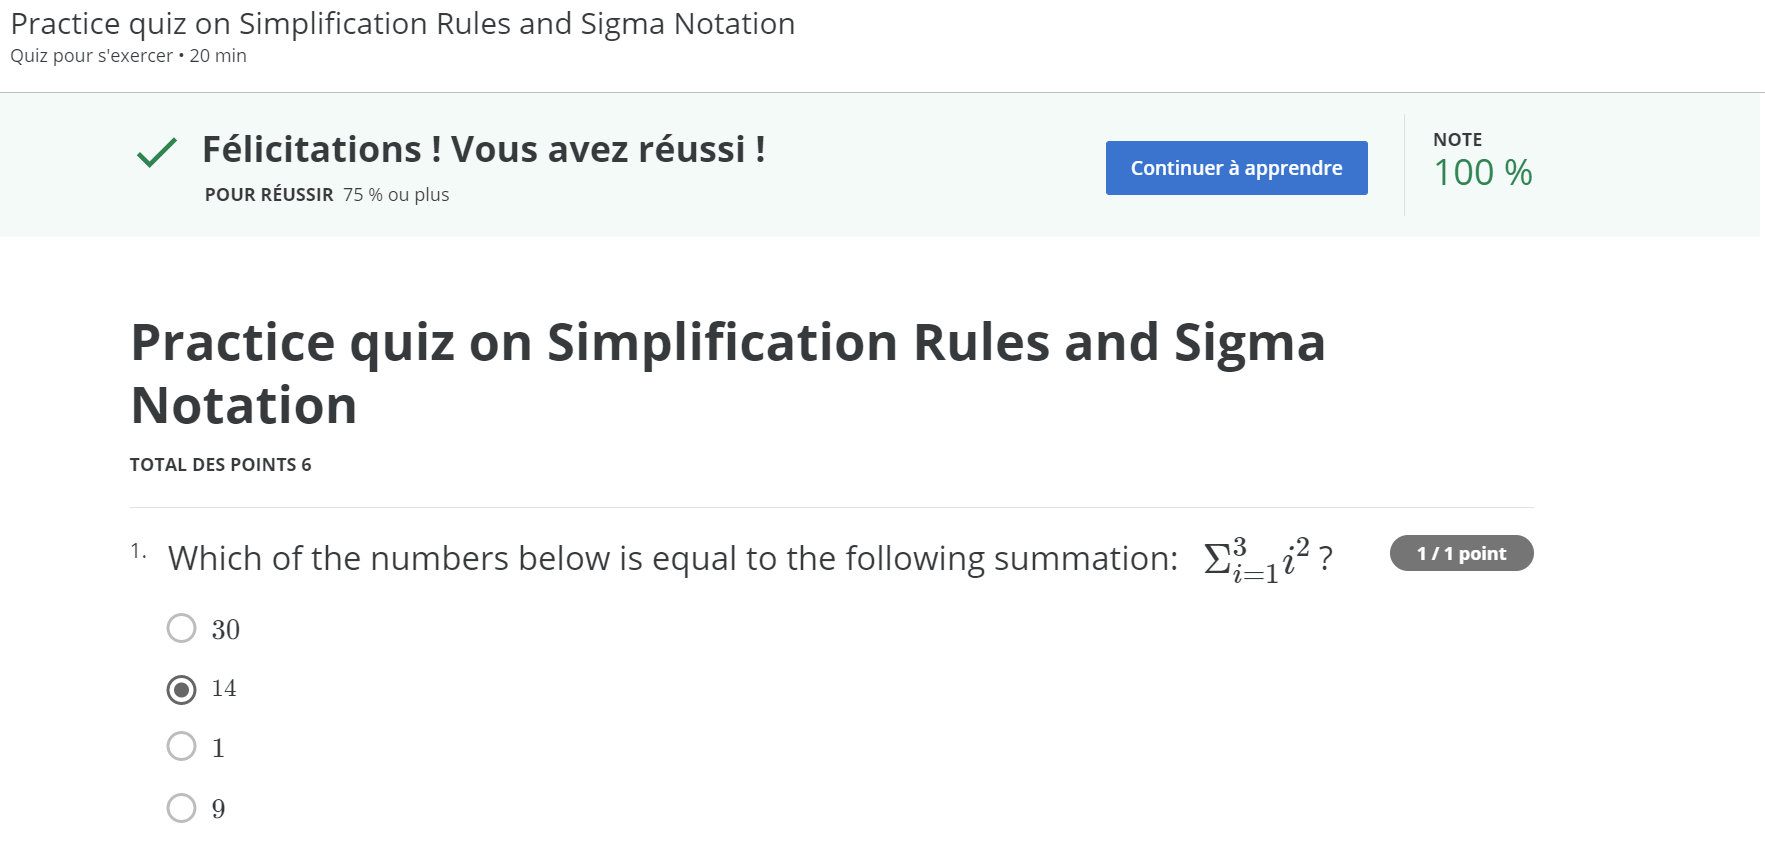 Practice quiz on Simplification Rules and Sigma Notation
Quiz pour s'exercer • 20 min
Félicitations ! Vous avez réussi !
POUR RÉUSSIR 75 % ou plus
Continuer à apprendre
NOTE
100 %
Practice quiz on Simplification Rules and Sigma
Notation
TOTAL DES POINTS 6
1. Which of the numbers below is equal to the following summation: Σ³ᵢ₌₁ i² ?
1 / 1 point
30
14
1
9